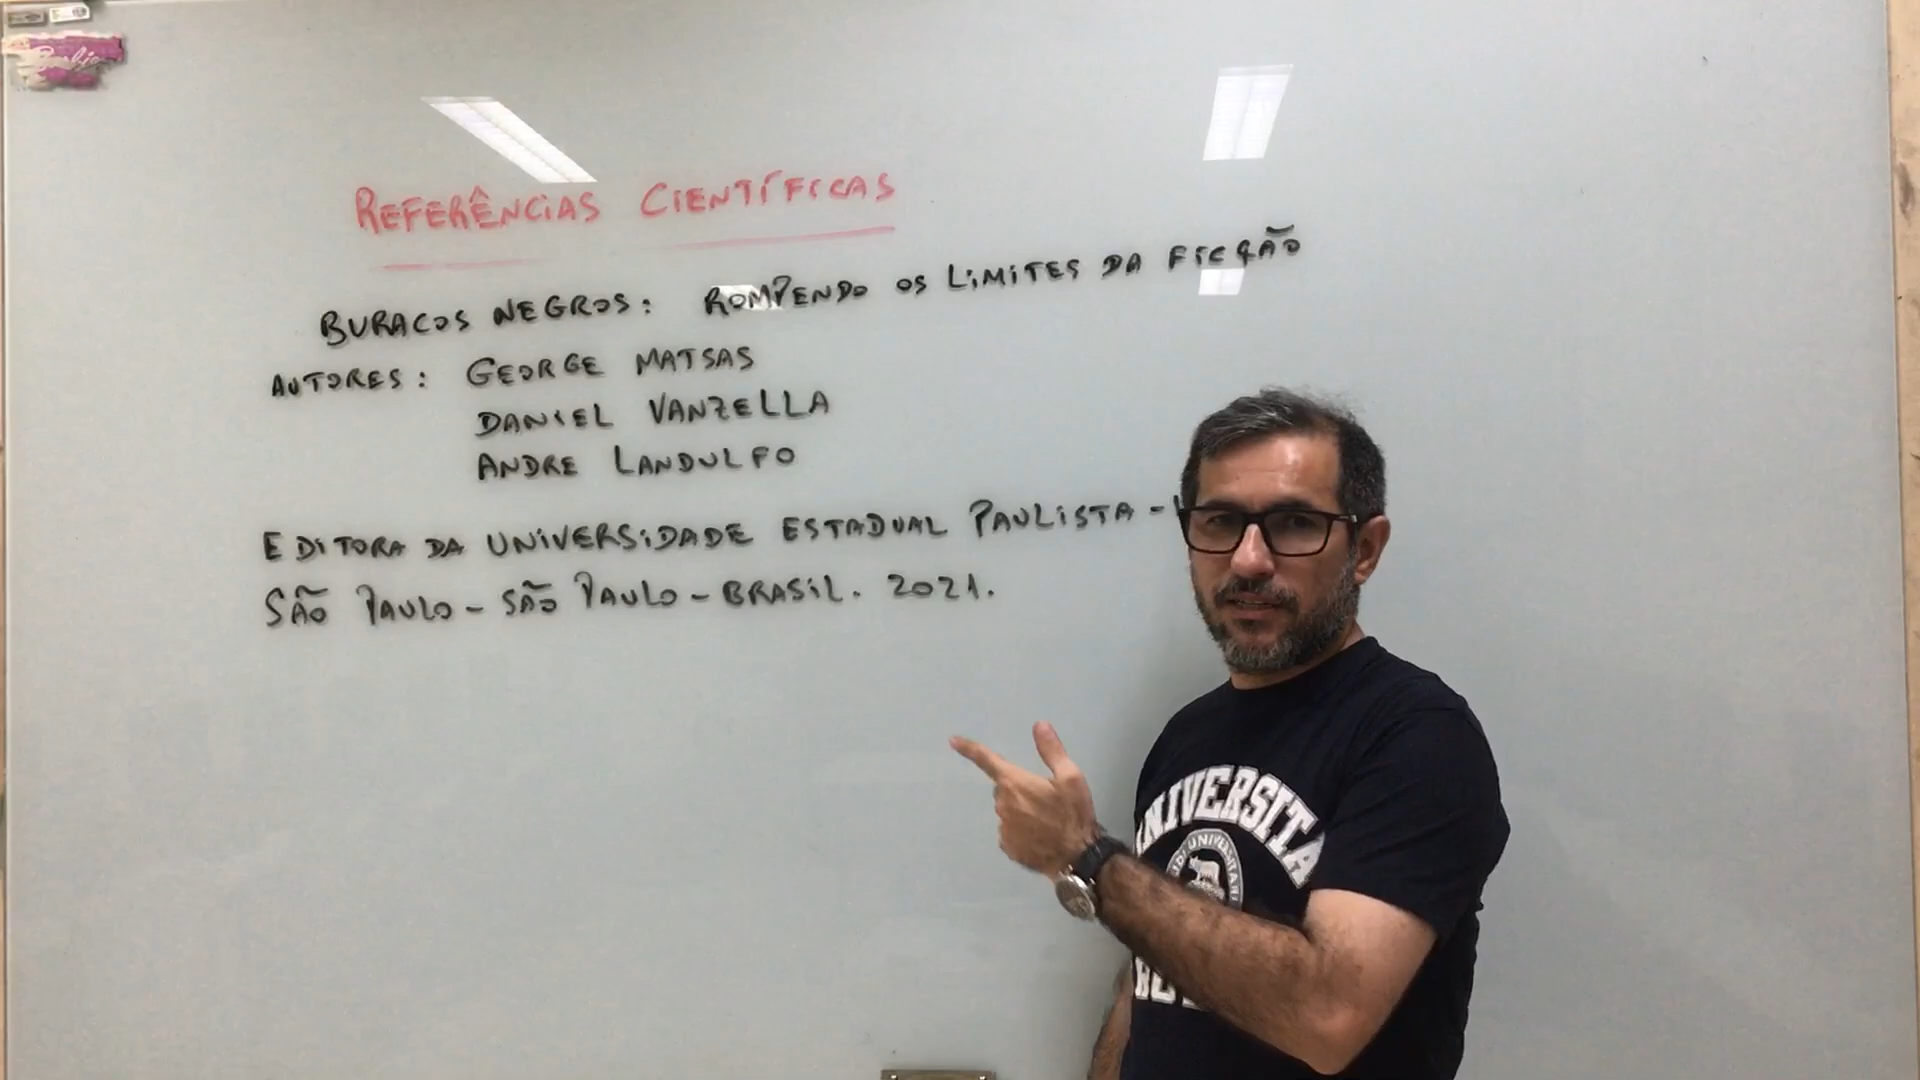 REFERÊNCIAS CIENTÍFICAS
BURACOS NEGROS: ROMPENDO OS LIMITES DA FICÇÃO
AUTORES: GEORGE MATSAS
DANIEL VANZELLA
ANDRE LANDULFO
EDITORA DA UNIVERSIDADE ESTADUAL PAULISTA -
SÃO PAULO - SÃO PAULO - BRASIL. 2021.
UNIVERSITA